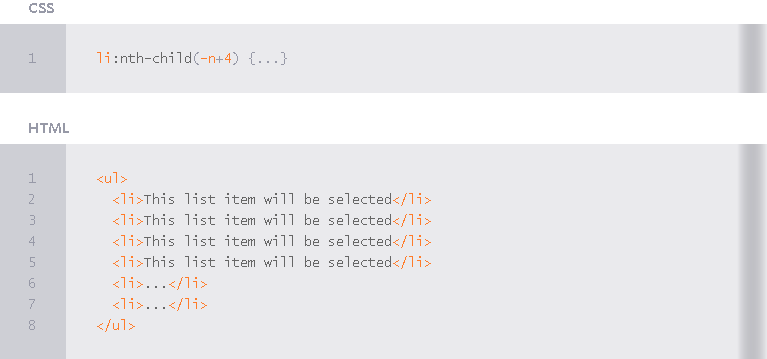 CSS
1 li:nth-child(-n+4) {...}
HTML
1 <ul>
2 <li>This list item will be selected</li>
3 <li>This list item will be selected</li>
4 <li>This list item will be selected</li>
5 <li>This list item will be selected</li>
6 <li>...</li>
7 <li>...</li>
8 </ul>